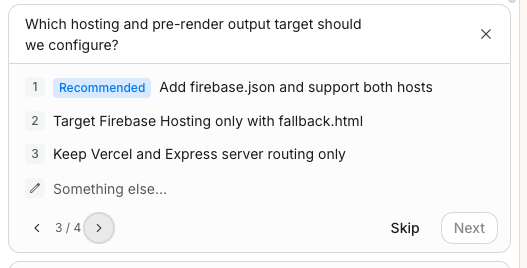 Which hosting and pre-render output target should
we configure?
1 Recommended Add firebase.json and support both hosts
2 Target Firebase Hosting only with fallback.html
3 Keep Vercel and Express server routing only
Something else...
3 / 4 Skip Next